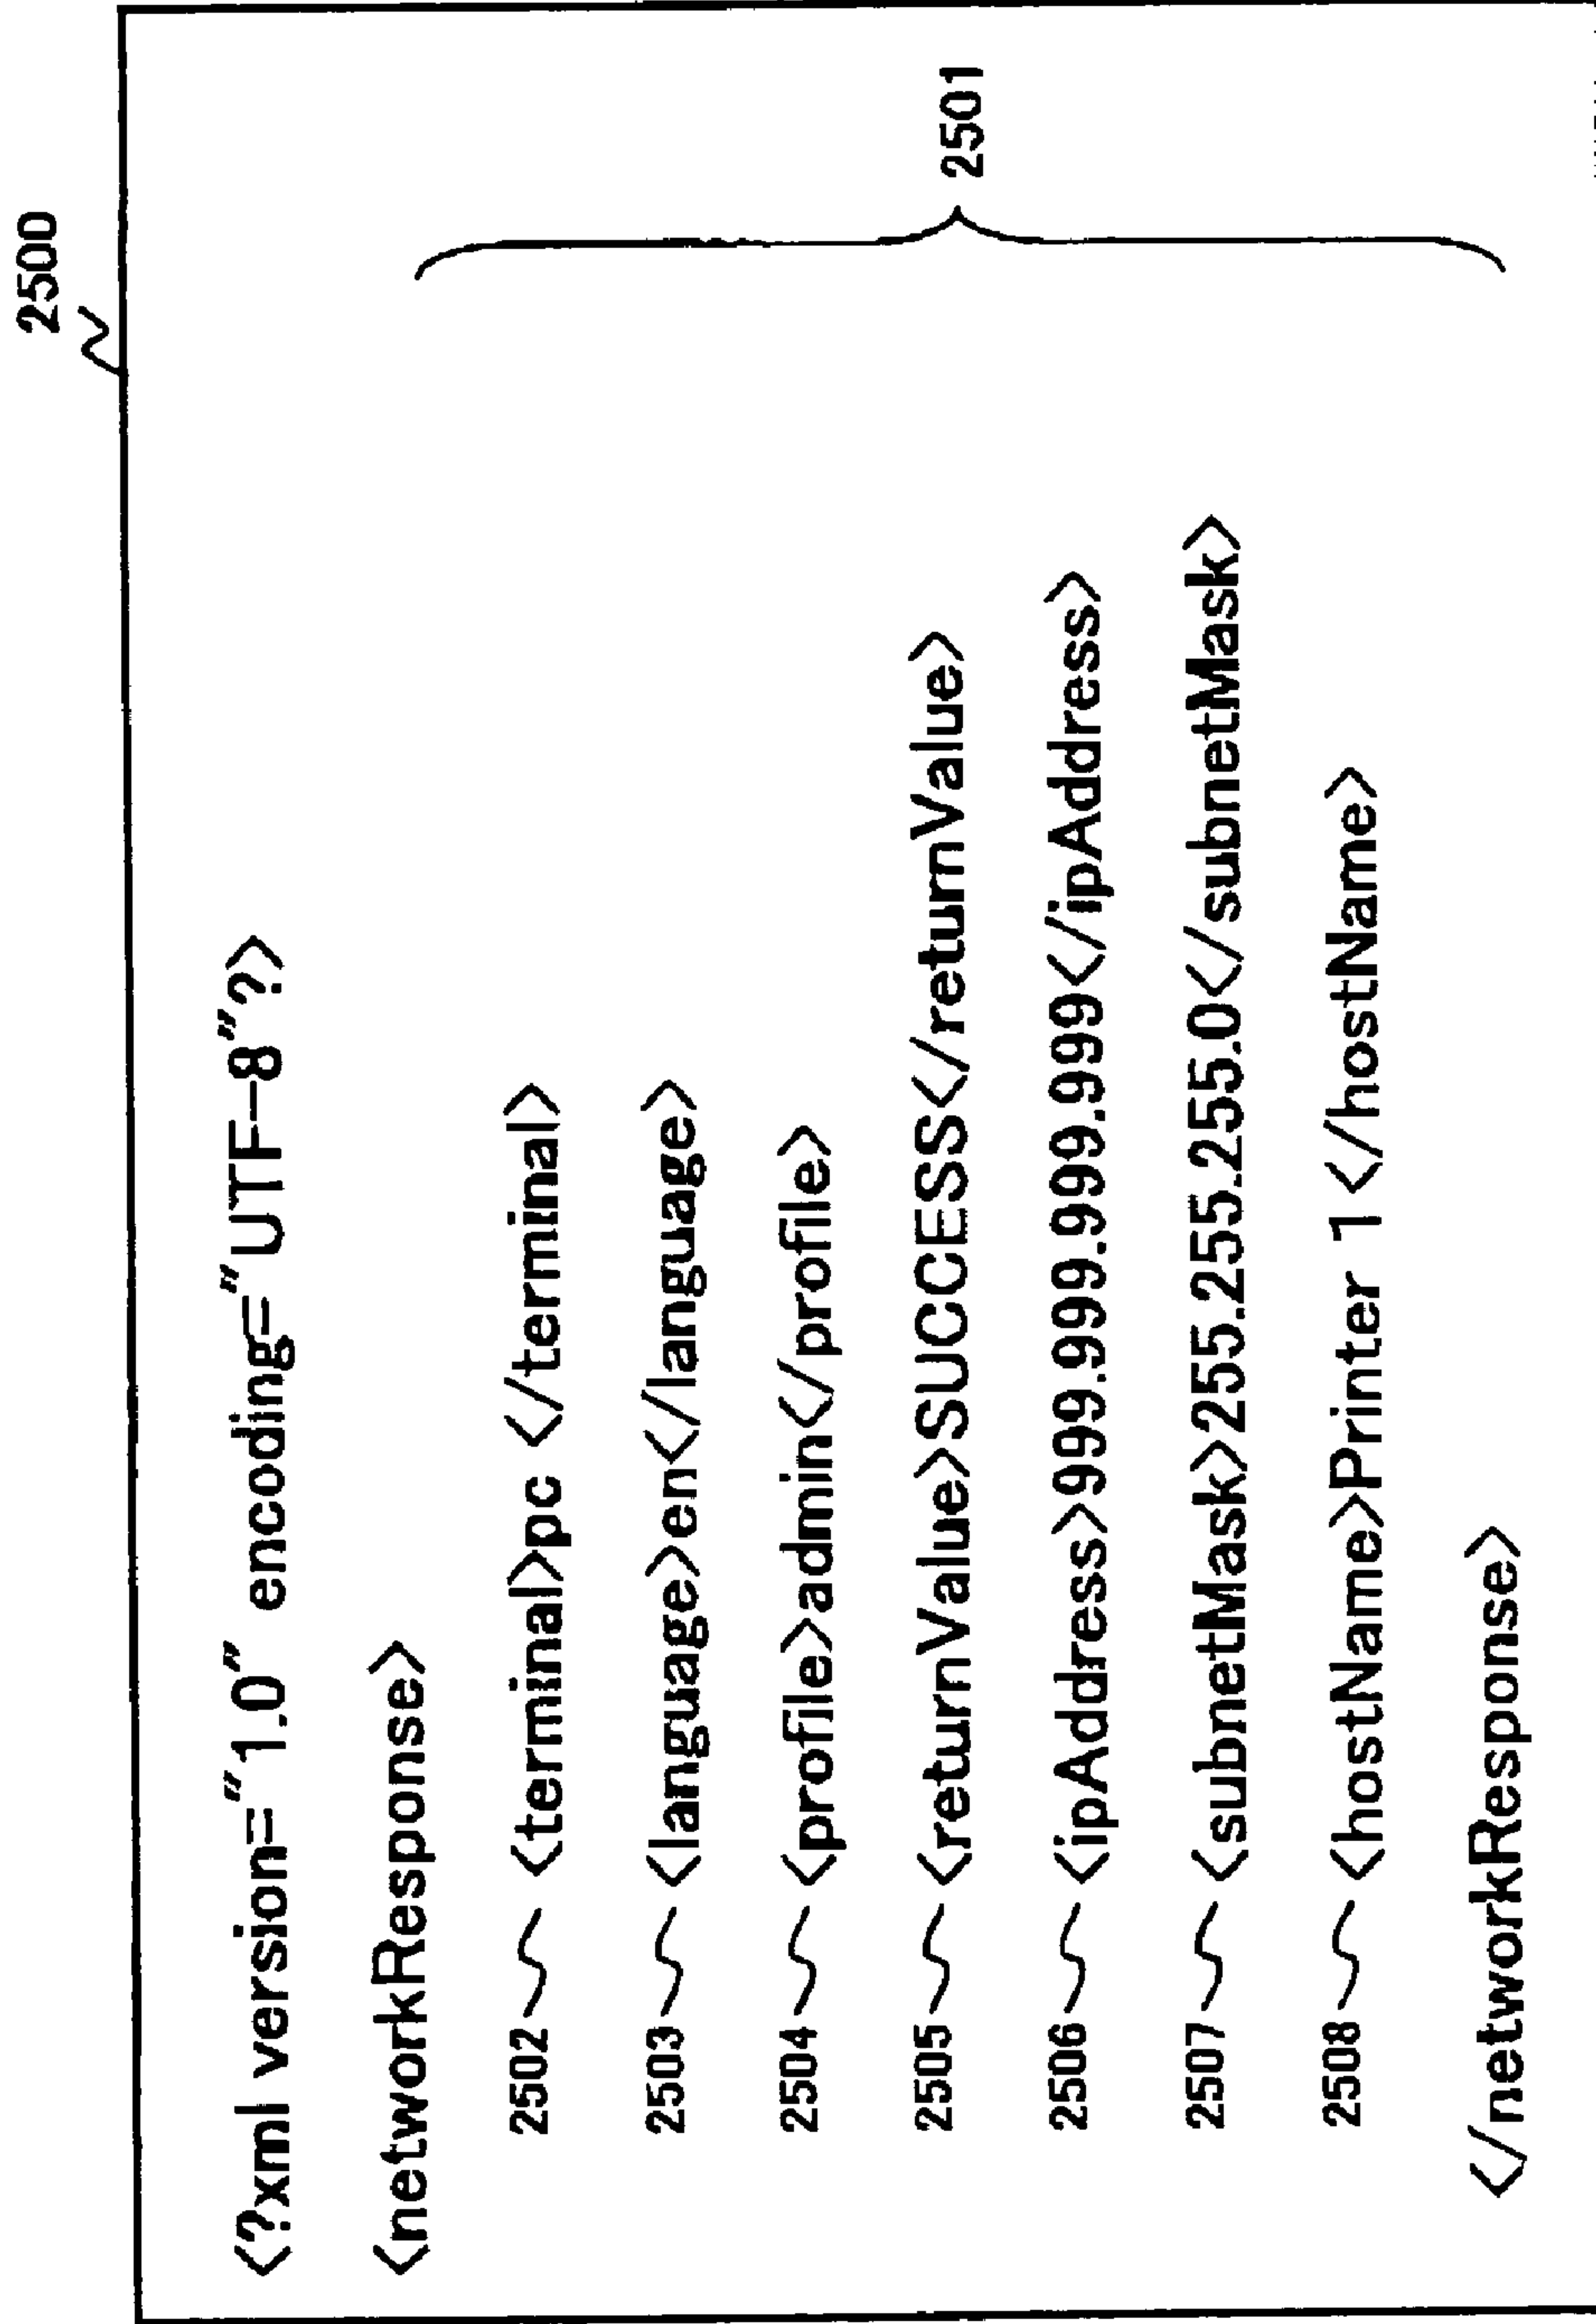 2500
<?xml version="1.0" encoding="UTF-8"?>
<networkResponse>
2502 <terminal>pc </terminal>
2503 <language>en</language>
2504 <profile>admin</profile>
2505 <returnValue>SUCCESS</returnValue>
2506 <ipAddress>999.999.999.999</ipAddress>
2507 <subnetMask>255.255.255.0</subnetMask>
2508 <hostName>Printer 1</hostName>
</networkResponse>
2501